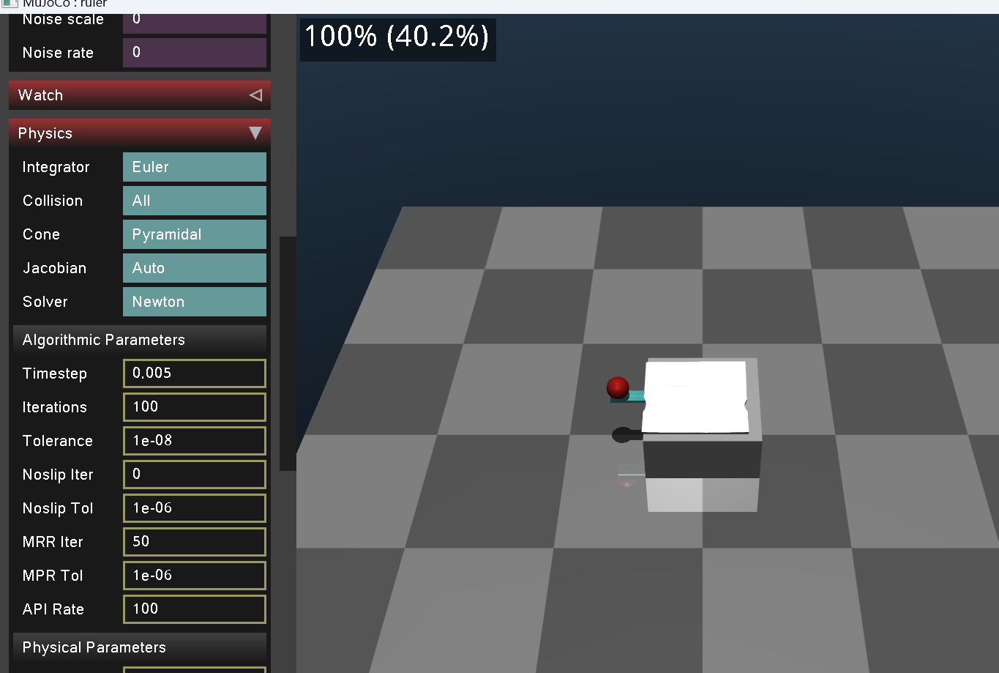 MuJoCo : ruler
Noise scale 0
Noise rate 0
100% (40.2%)
Watch
Physics
Integrator Euler
Collision All
Cone Pyramidal
Jacobian Auto
Solver Newton
Algorithmic Parameters
Timestep 0.005
Iterations 100
Tolerance 1e-08
Noslip Iter 0
Noslip Tol 1e-06
MRR Iter 50
MPR Tol 1e-06
API Rate 100
Physical Parameters